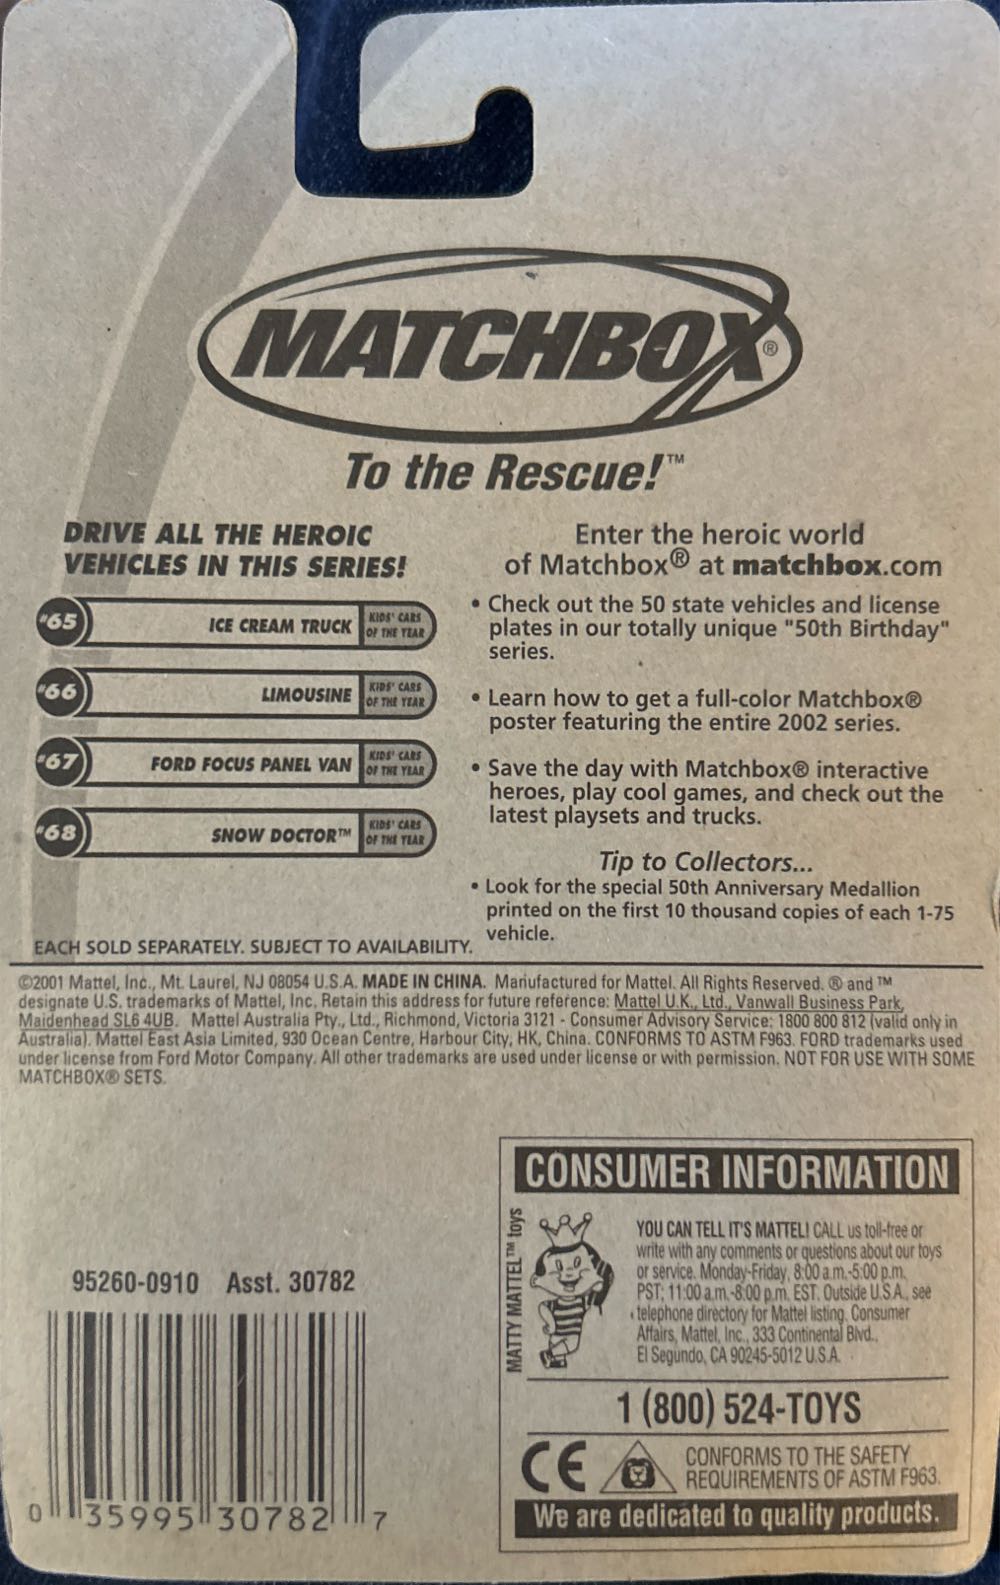 MATCHBOX®
To the Rescue!™
DRIVE ALL THE HEROIC
VEHICLES IN THIS SERIES!
#65 ICE CREAM TRUCK KIDS' CARS OF THE YEAR
#66 LIMOUSINE KIDS' CARS OF THE YEAR
#67 FORD FOCUS PANEL VAN KIDS' CARS OF THE YEAR
#68 SNOW DOCTOR™ KIDS' CARS OF THE YEAR
EACH SOLD SEPARATELY. SUBJECT TO AVAILABILITY.
Enter the heroic world
of Matchbox® at matchbox.com
• Check out the 50 state vehicles and license
plates in our totally unique "50th Birthday"
series.
• Learn how to get a full-color Matchbox®
poster featuring the entire 2002 series.
• Save the day with Matchbox® interactive
heroes, play cool games, and check out the
latest playsets and trucks.
Tip to Collectors...
• Look for the special 50th Anniversary Medallion
printed on the first 10 thousand copies of each 1-75
vehicle.
©2001 Mattel, Inc., Mt. Laurel, NJ 08054 U.S.A. MADE IN CHINA. Manufactured for Mattel. All Rights Reserved. ® and ™
designate U.S. trademarks of Mattel, Inc. Retain this address for future reference: Mattel U.K., Ltd., Vanwall Business Park,
Maidenhead SL6 4UB. Mattel Australia Pty., Ltd., Richmond, Victoria 3121 - Consumer Advisory Service: 1800 800 812 (valid only in
Australia). Mattel East Asia Limited, 930 Ocean Centre, Harbour City, HK, China. CONFORMS TO ASTM F963. FORD trademarks used
under license from Ford Motor Company. All other trademarks are used under license or with permission. NOT FOR USE WITH SOME
MATCHBOX® SETS.
95260-0910 Asst. 30782
0 35995 30782 7
CONSUMER INFORMATION
MATTY MATTEL™ toys
YOU CAN TELL IT'S MATTEL! CALL us toll-free or
write with any comments or questions about our toys
or service. Monday-Friday, 8:00 a.m.-5:00 p.m.
PST; 11:00 a.m.-8:00 p.m. EST. Outside U.S.A., see
telephone directory for Mattel listing. Consumer
Affairs, Mattel, Inc., 333 Continental Blvd.,
El Segundo, CA 90245-5012 U.S.A.
1 (800) 524-TOYS
CE
CONFORMS TO THE SAFETY
REQUIREMENTS OF ASTM F963.
We are dedicated to quality products.